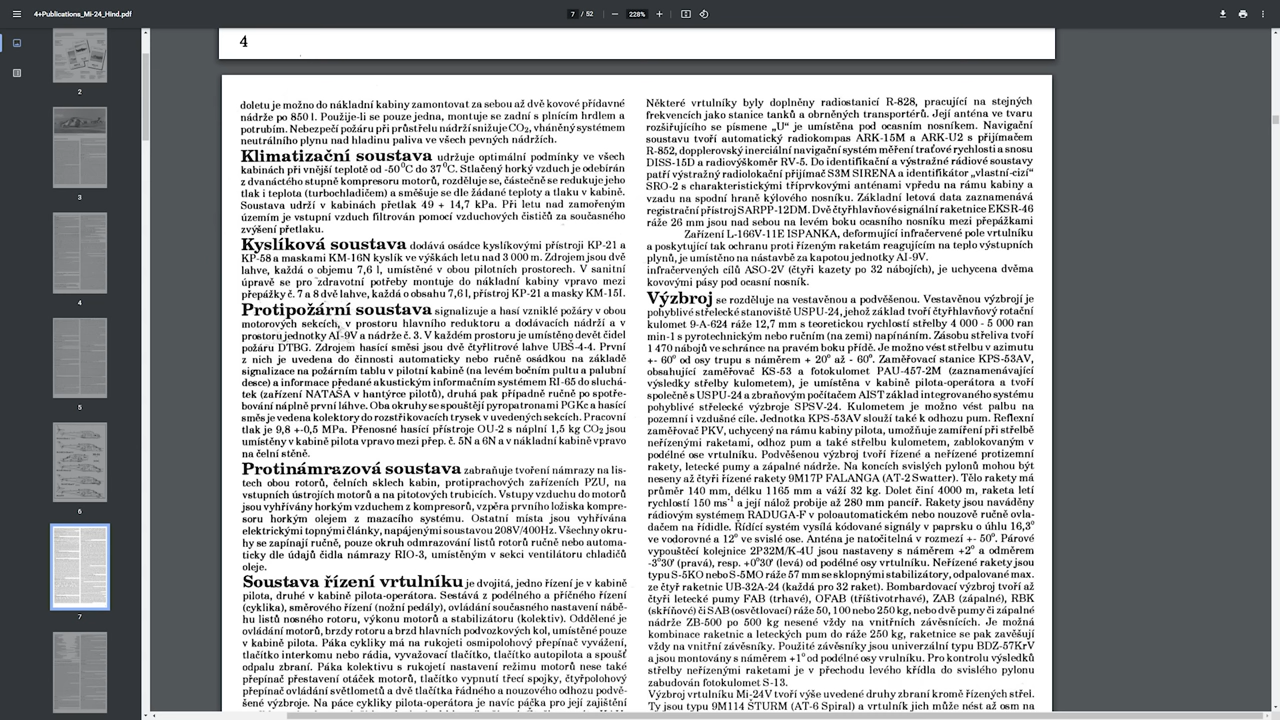 4+Publications_Mi-24_Hind.pdf
7 / 52
228%
2
3
4
5
6
7
4
doletu je možno do nákladní kabiny zamontovat za sebou až dvě kovové přídavné
nádrže po 850 l. Použije-li se pouze jedna, montuje se zadní s plnícím hrdlem a
potrubím. Nebezpečí požáru při průstřelu nádrží snižuje CO2, vháněný systémem
neutrálního plynu nad hladinu paliva ve všech pevných nádržích.
Klimatizační soustava udržuje optimální podmínky ve všech
kabinách při vnější teplotě od -50°C do 37°C. Stlačený horký vzduch je odebírán
z dvanáctého stupně kompresoru motorů, rozděluje se, částečně se redukuje jeho
tlak i teplota (turbochladičem) a směšuje se dle žádané teploty a tlaku v kabině.
Soustava udrží v kabinách přetlak 49 + 14,7 kPa. Při letu nad zamořeným
územím je vstupní vzduch filtrován pomocí vzduchových čističů za současného
zvýšení přetlaku.
Kyslíková soustava dodává osádce kyslíkovými přístroji KP-21 a
KP-58 a maskami KM-16N kyslík ve výškách letu nad 3 000 m. Zdrojem jsou dvě
lahve, každá o objemu 7,6 l, umístěné v obou pilotních prostorech. V sanitní
úpravě se pro zdravotní potřeby montuje do nákladní kabiny vpravo mezi
přepážky č. 7 a 8 dvě lahve, každá o obsahu 7,6 l, přístroj KP-21 a masky KM-15I.
Protipožární soustava signalizuje a hasí vzniklé požáry v obou
motorových sekcích, v prostoru hlavního reduktoru a dodávacích nádrží a v
prostoru jednotky AI-9V a nádrže č. 3. V každém prostoru je umístěno devět čidel
požáru DTBG. Zdrojem hasící směsi jsou dvě čtyřlitrové lahve UBŠ-4-4. První
z nich je uvedena do činnosti automaticky nebo ručně osádkou na základě
signalizace na požárním tablu v pilotní kabině (na levém bočním pultu a palubní
desce) a informace předané akustickým informačním systémem RI-65 do sluchá-
tek (zařízení NATAŠA v hantýrce pilotů), druhá pak případně ručně po spotře-
bování náplně první lahve. Oba okruhy se spouštějí pyropatronami PGKc a hasící
směs je vedena kolektory do rozstřikovacích trysek v uvedených sekcích. Pracovní
tlak je 9,8 +-0,5 MPa. Přenosné hasící přístroje OU-2 s náplní 1,5 kg CO2 jsou
umístěny v kabině pilota vpravo mezi přep. č. 5N a 6N a v nákladní kabině vpravo
na čelní stěně.
Protinámrazová soustava zabraňuje tvoření námrazy na lis-
tech obou rotorů, čelních sklech kabin, protiprachových zařízeních PZU, na
vstupních ústrojích motorů a na pitotových trubicích. Vstupy vzduchu do motorů
jsou vyhřívány horkým vzduchem z kompresorů, vzpěra prvního ložiska kompre-
soru horkým olejem z mazacího systému. Ostatní místa jsou vyhřívána
elektrickými topnými články, napájenými soustavou 208V/400Hz. Všechny okru-
hy se zapínají ručně, pouze okruh odmrazování listů rotorů ručně nebo automa-
ticky dle údajů čidla námrazy RIO-3, umístěným v sekci ventilátoru chladičů
oleje.
Soustava řízení vrtulníku je dvojitá, jedno řízení je v kabině
pilota, druhé v kabině pilota-operátora. Sestává z podélného a příčného řízení
(cyklika), směrového řízení (nožní pedály), ovládání současného nastavení nábě-
hu listů nosného rotoru, výkonu motorů a stabilizátoru (kolektiv). Oddělené je
ovládání motorů, brzdy rotoru a brzd hlavních podvozkových kol, umístěné pouze
v kabině pilota. Páka cykliky má na rukojeti osmipolohový přepínač vyvážení,
tlačítko interkomu nebo rádia, vyvažovací tlačítko, tlačítko autopilota a spoušť
odpalu zbraní. Páka kolektivu s rukojetí nastavení režimu motorů nese také
přepínač přestavení otáček motorů, tlačítko vypnutí třecí spojky, čtyřpolohový
přepínač ovládání světlometů a dvě tlačítka řádného a nouzového odhozu podvě-
šené výzbroje. Na páce cykliky pilota-operátora je navíc páčka pro její zajištění
Některé vrtulníky byly doplněny radiostanicí R-828, pracující na stejných
frekvencích jako stanice tanků a obrněných transportérů. Její anténa ve tvaru
rozšiřujícího se písmene „U“ je umístěna pod ocasním nosníkem. Navigační
soustavu tvoří automatický radiokompas ARK-15M a ARK-U2 s přijímačem
R-852, dopplerovský inerciální navigační systém měření traťové rychlosti a snosu
DISS-15D a radiovýškoměr RV-5. Do identifikační a výstražné rádiové soustavy
patří výstražný radiolokační přijímač S3M SIRENA a identifikátor „vlastní-cizí“
SRO-2 s charakteristickými tříprvkovými anténami vpředu na rámu kabiny a
vzadu na spodní hraně kýlového nosníku. Základní letová data zaznamenává
registrační přístroj SARPP-12DM. Dvě čtyřhlavňové signální raketnice EKSR-46
ráže 26 mm jsou nad sebou na levém boku ocasního nosníku mezi přepážkami
Zařízení L-166V-11E ISPANKA, deformující infračervené pole vrtulníku
a poskytující tak ochranu proti řízeným raketám reagujícím na teplo výstupních
plynů, je umístěno na nástavbě za kapotou jednotky AI-9V.
infračervených cílů ASO-2V (čtyři kazety po 32 nábojích), je uchycena dvěma
kovovými pásy pod ocasní nosník.
Výzbroj se rozděluje na vestavěnou a podvěšenou. Vestavěnou výzbrojí je
pohyblivé střelecké stanoviště USPU-24, jehož základ tvoří čtyřhlavňový rotační
kulomet 9-A-624 ráže 12,7 mm s teoretickou rychlostí střelby 4 000 - 5 000 ran
min-1 s pyrotechnickým nebo ručním (na zemi) napínáním. Zásobu střeliva tvoří
1 470 nábojů ve schránce na pravém boku přídě. Je možno vést střelbu v azimutu
+- 60° od osy trupu s náměrem + 20° až - 60°. Zaměřovací stanice KPS-53AV,
obsahující zaměřovač KS-53 a fotokulomet PAU-457-2M (zaznamenávající
výsledky střelby kulometem), je umístěna v kabině pilota-operátora a tvoří
společně s USPU-24 a zbraňovým počítačem AIST základ integrovaného systému
pohyblivé střelecké výzbroje SPSV-24. Kulometem je možno vést palbu na
pozemní i vzdušné cíle. Jednotka KPS-53AV slouží také k odhozu pum. Reflexní
zaměřovač PKV, uchycený na rámu kabiny pilota, umožňuje zamíření při střelbě
neřízenými raketami, odhoz pum a také střelbu kulometem, zablokovaným v
podélné ose vrtulníku. Podvěšenou výzbroj tvoří řízené a neřízené protizemní
rakety, letecké pumy a zápalné nádrže. Na koncích svislých pylonů mohou být
neseny až čtyři řízené rakety 9M17P FALANGA (AT-2 Swatter). Tělo rakety má
průměr 140 mm, délku 1165 mm a váží 32 kg. Dolet činí 4000 m, raketa letí
rychlostí 150 ms-1 a její nálož probije až 280 mm pancíř. Rakety jsou naváděny
rádiovým systémem RADUGA-F v poloautomatickém nebo nouzově ručně ovla-
dačem na řídidle. Řídící systém vysílá kódované signály v paprsku o úhlu 16,3°
ve vodorovné a 12° ve svislé ose. Anténa je natočitelná v rozmezí +- 50°. Párové
vypouštěcí kolejnice 2P32M/K-4U jsou nastaveny s náměrem +2° a odměrem
-3°30' (pravá), resp. +0°30' (levá) od podélné osy vrtulníku. Neřízené rakety jsou
typu S-5KO nebo S-5MO ráže 57 mm se sklopnými stabilizátory, odpalované max.
ze čtyř raketnic UB-32A-24 (každá pro 32 raket). Bombardovací výzbroj tvoří až
čtyři letecké pumy FAB (trhavé), OFAB (tříštivotrhavé), ZAB (zápalné), RBK
(skříňové) či SAB (osvětlovací) ráže 50, 100 nebo 250 kg, nebo dvě pumy či zápalné
nádrže ZB-500 po 500 kg nesené vždy na vnitřních závěsnících. Je možná
kombinace raketnic a leteckých pum do ráže 250 kg, raketnice se pak zavěšují
vždy na vnitřní závěsníky. Použité závěsníky jsou univerzální typu BDZ-57KrV
a jsou montovány s náměrem +1° od podélné osy vrtulníku. Pro kontrolu výsledků
střelby neřízenými raketami je v přechodu levého křídla do svislého pylonu
zabudován fotokulomet S-13.
Výzbroj vrtulníku Mi-24V tvoří výše uvedené druhy zbraní kromě řízených střel.
Ty jsou typu 9M114 ŠTURM (AT-6 Spiral) a vrtulník jich může nést až osm na